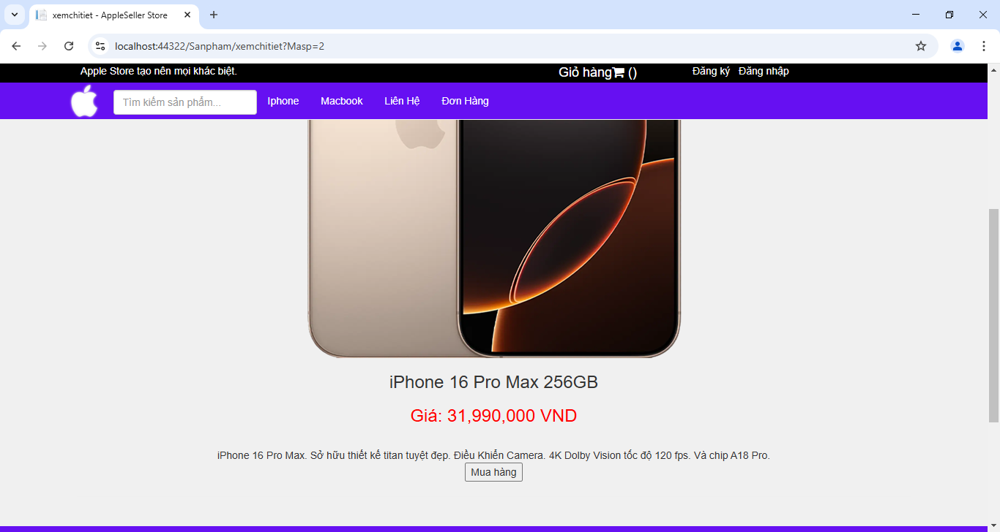 xemchitiet - AppleSeller Store
localhost:44322/Sanpham/xemchitiet?Masp=2
Apple Store tạo nên mọi khác biệt.
Giỏ hàng ()
Đăng ký Đăng nhập
Tìm kiếm sản phẩm...
Iphone Macbook Liên Hệ Đơn Hàng
iPhone 16 Pro Max 256GB
Giá: 31,990,000 VND
iPhone 16 Pro Max. Sở hữu thiết kế titan tuyệt đẹp. Điều Khiển Camera. 4K Dolby Vision tốc độ 120 fps. Và chip A18 Pro.
Mua hàng